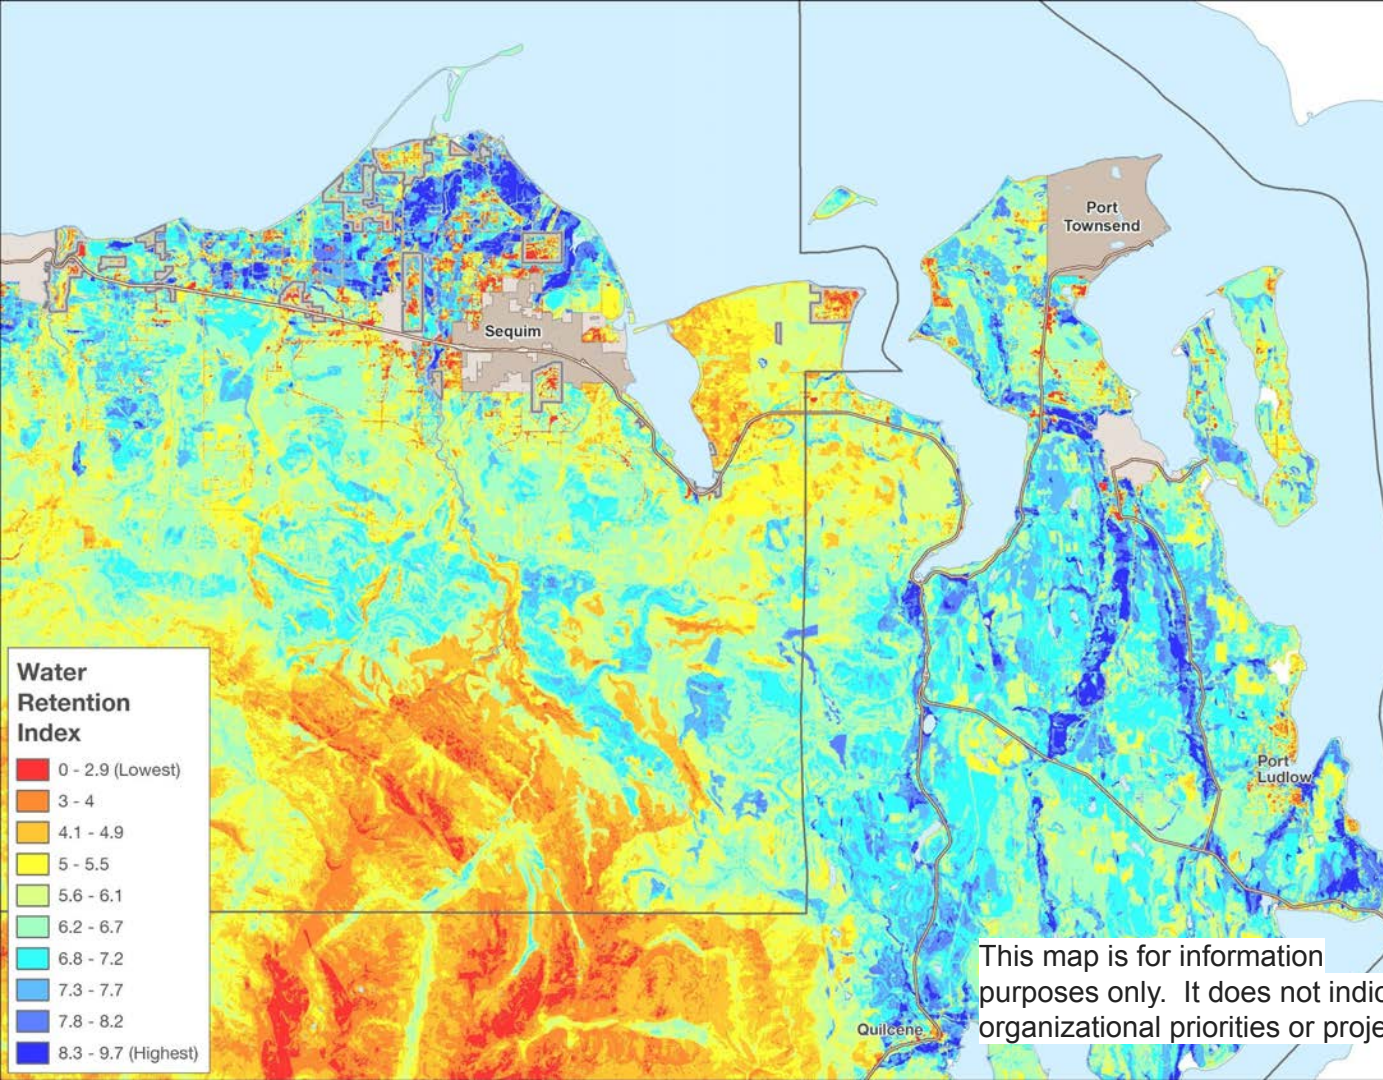 Port
Townsend
Sequim
Water
Retention
Index
0 - 2.9 (Lowest)
3 - 4
4.1 - 4.9
5 - 5.5
5.6 - 6.1
6.2 - 6.7
6.8 - 7.2
7.3 - 7.7
7.8 - 8.2
8.3 - 9.7 (Highest)
Port
Ludlow
Quilcene
This map is for information
purposes only. It does not indic
organizational priorities or proje